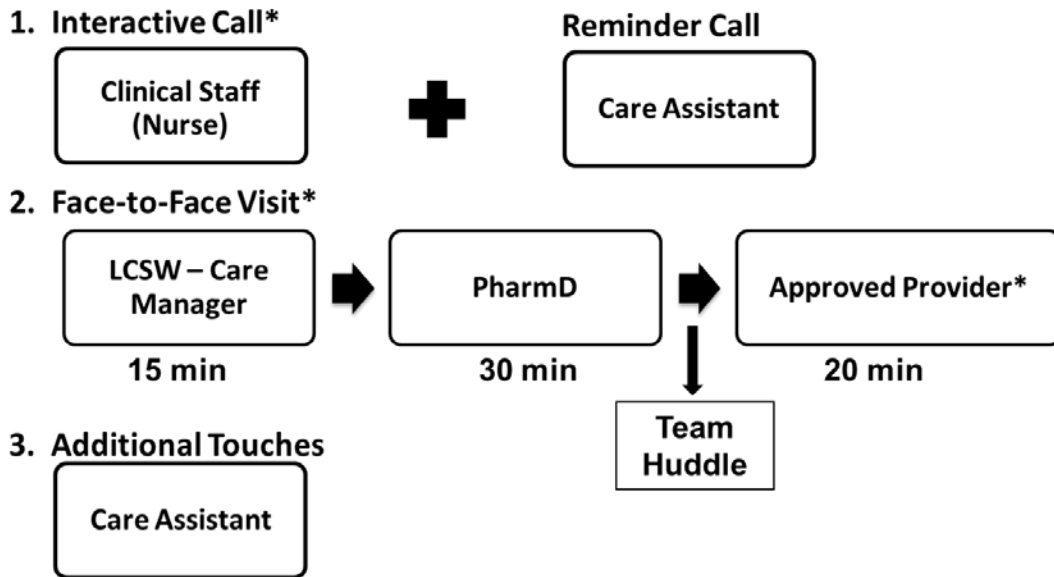 1. Interactive Call*
Reminder Call
Clinical Staff
(Nurse)
Care Assistant
2. Face-to-Face Visit*
LCSW – Care
Manager
PharmD
Approved Provider*
15 min
30 min
20 min
Team
Huddle
3. Additional Touches
Care Assistant